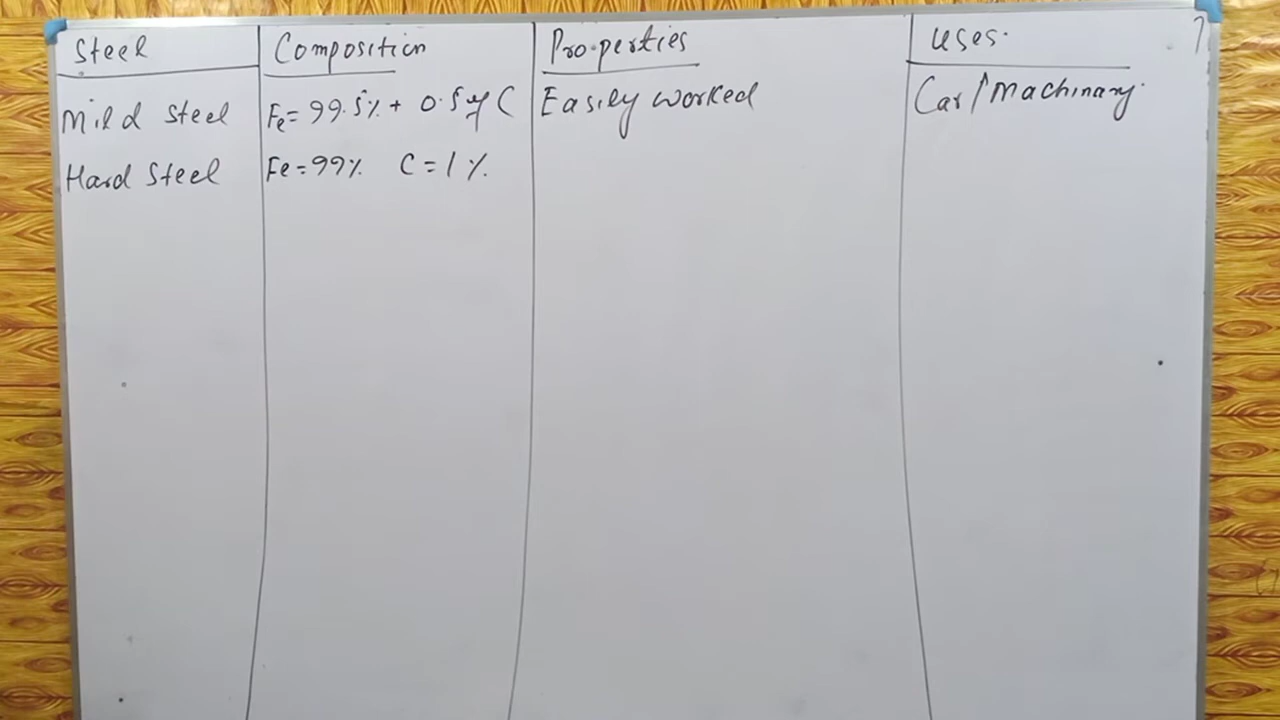 Steel Composition Properties Uses.
Mild Steel Fe = 99.5% + 0.5 of C Easily worked Car/Machinary.
Hard Steel Fe = 99% C = 1%